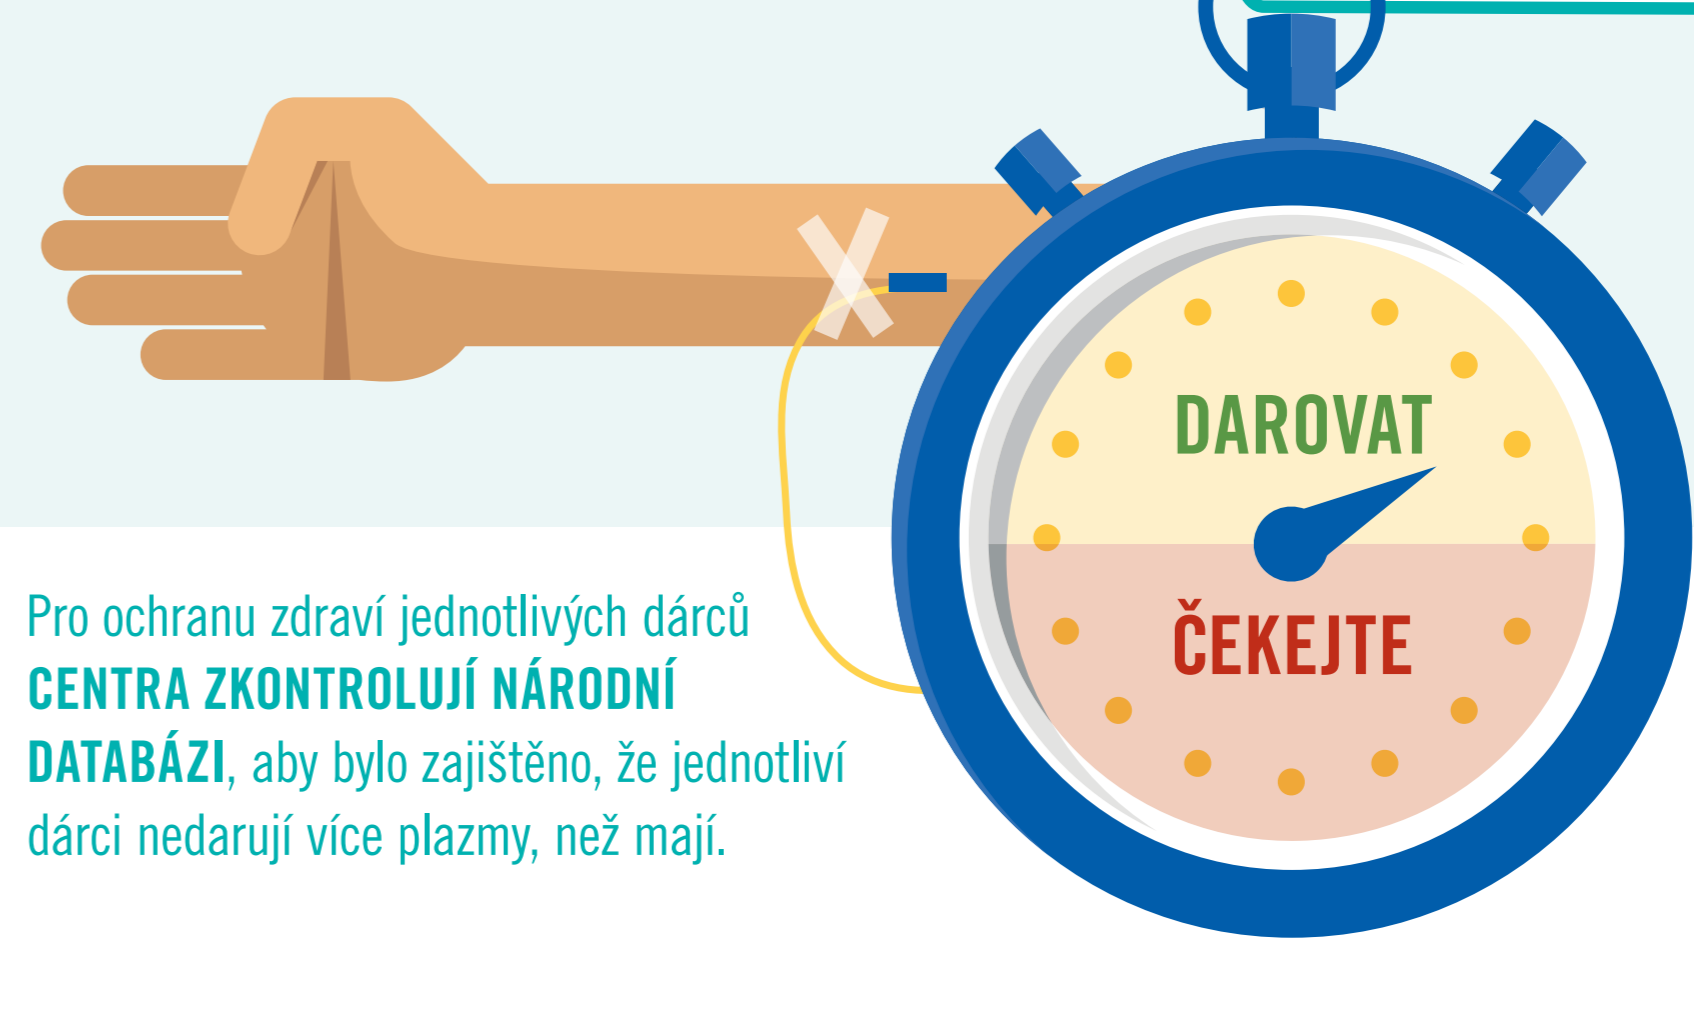 DAROVAT
ČEKEJTE
Pro ochranu zdraví jednotlivých dárců
CENTRA ZKONTROLUJÍ NÁRODNÍ
DATABÁZI, aby bylo zajištěno, že jednotliví
dárci nedarují více plazmy, než mají.